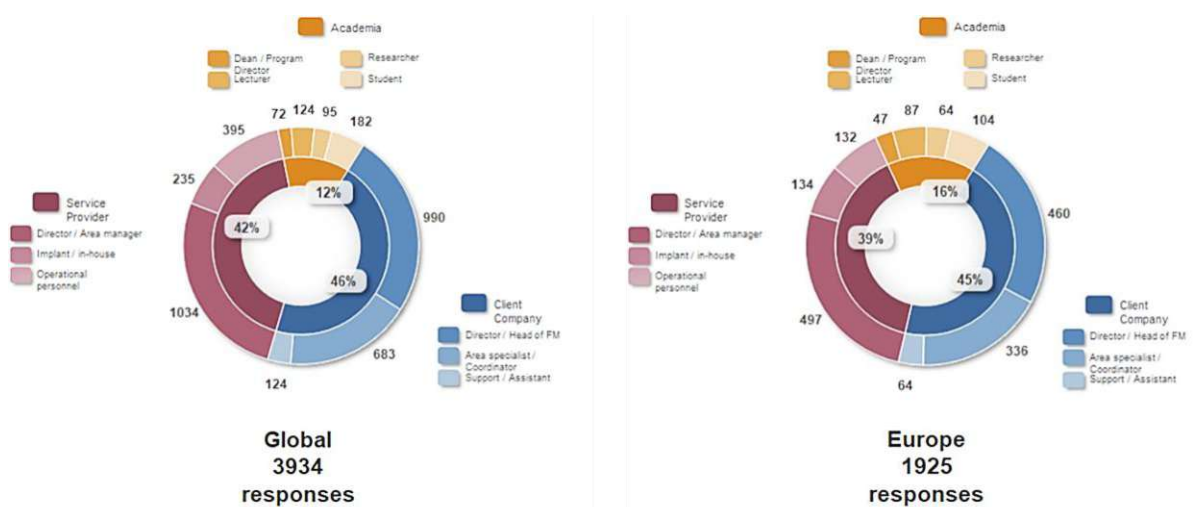 Academia
Dean / Program
Director
Lecturer
Researcher
Student
72
124
95
182
395
235
1034
124
683
990
12%
42%
46%
Service
Provider
Director / Area manager
Implant / in-house
Operational
personnel
Client
Company
Director / Head of FM
Area specialist /
Coordinator
Support / Assistant
Global
3934
responses
Academia
Dean / Program
Director
Lecturer
Researcher
Student
47
87
64
104
132
134
497
64
336
460
16%
39%
45%
Service
Provider
Director / Area manager
Implant / in-house
Operational
personnel
Client
Company
Director / Head of FM
Area specialist /
Coordinator
Support / Assistant
Europe
1925
responses